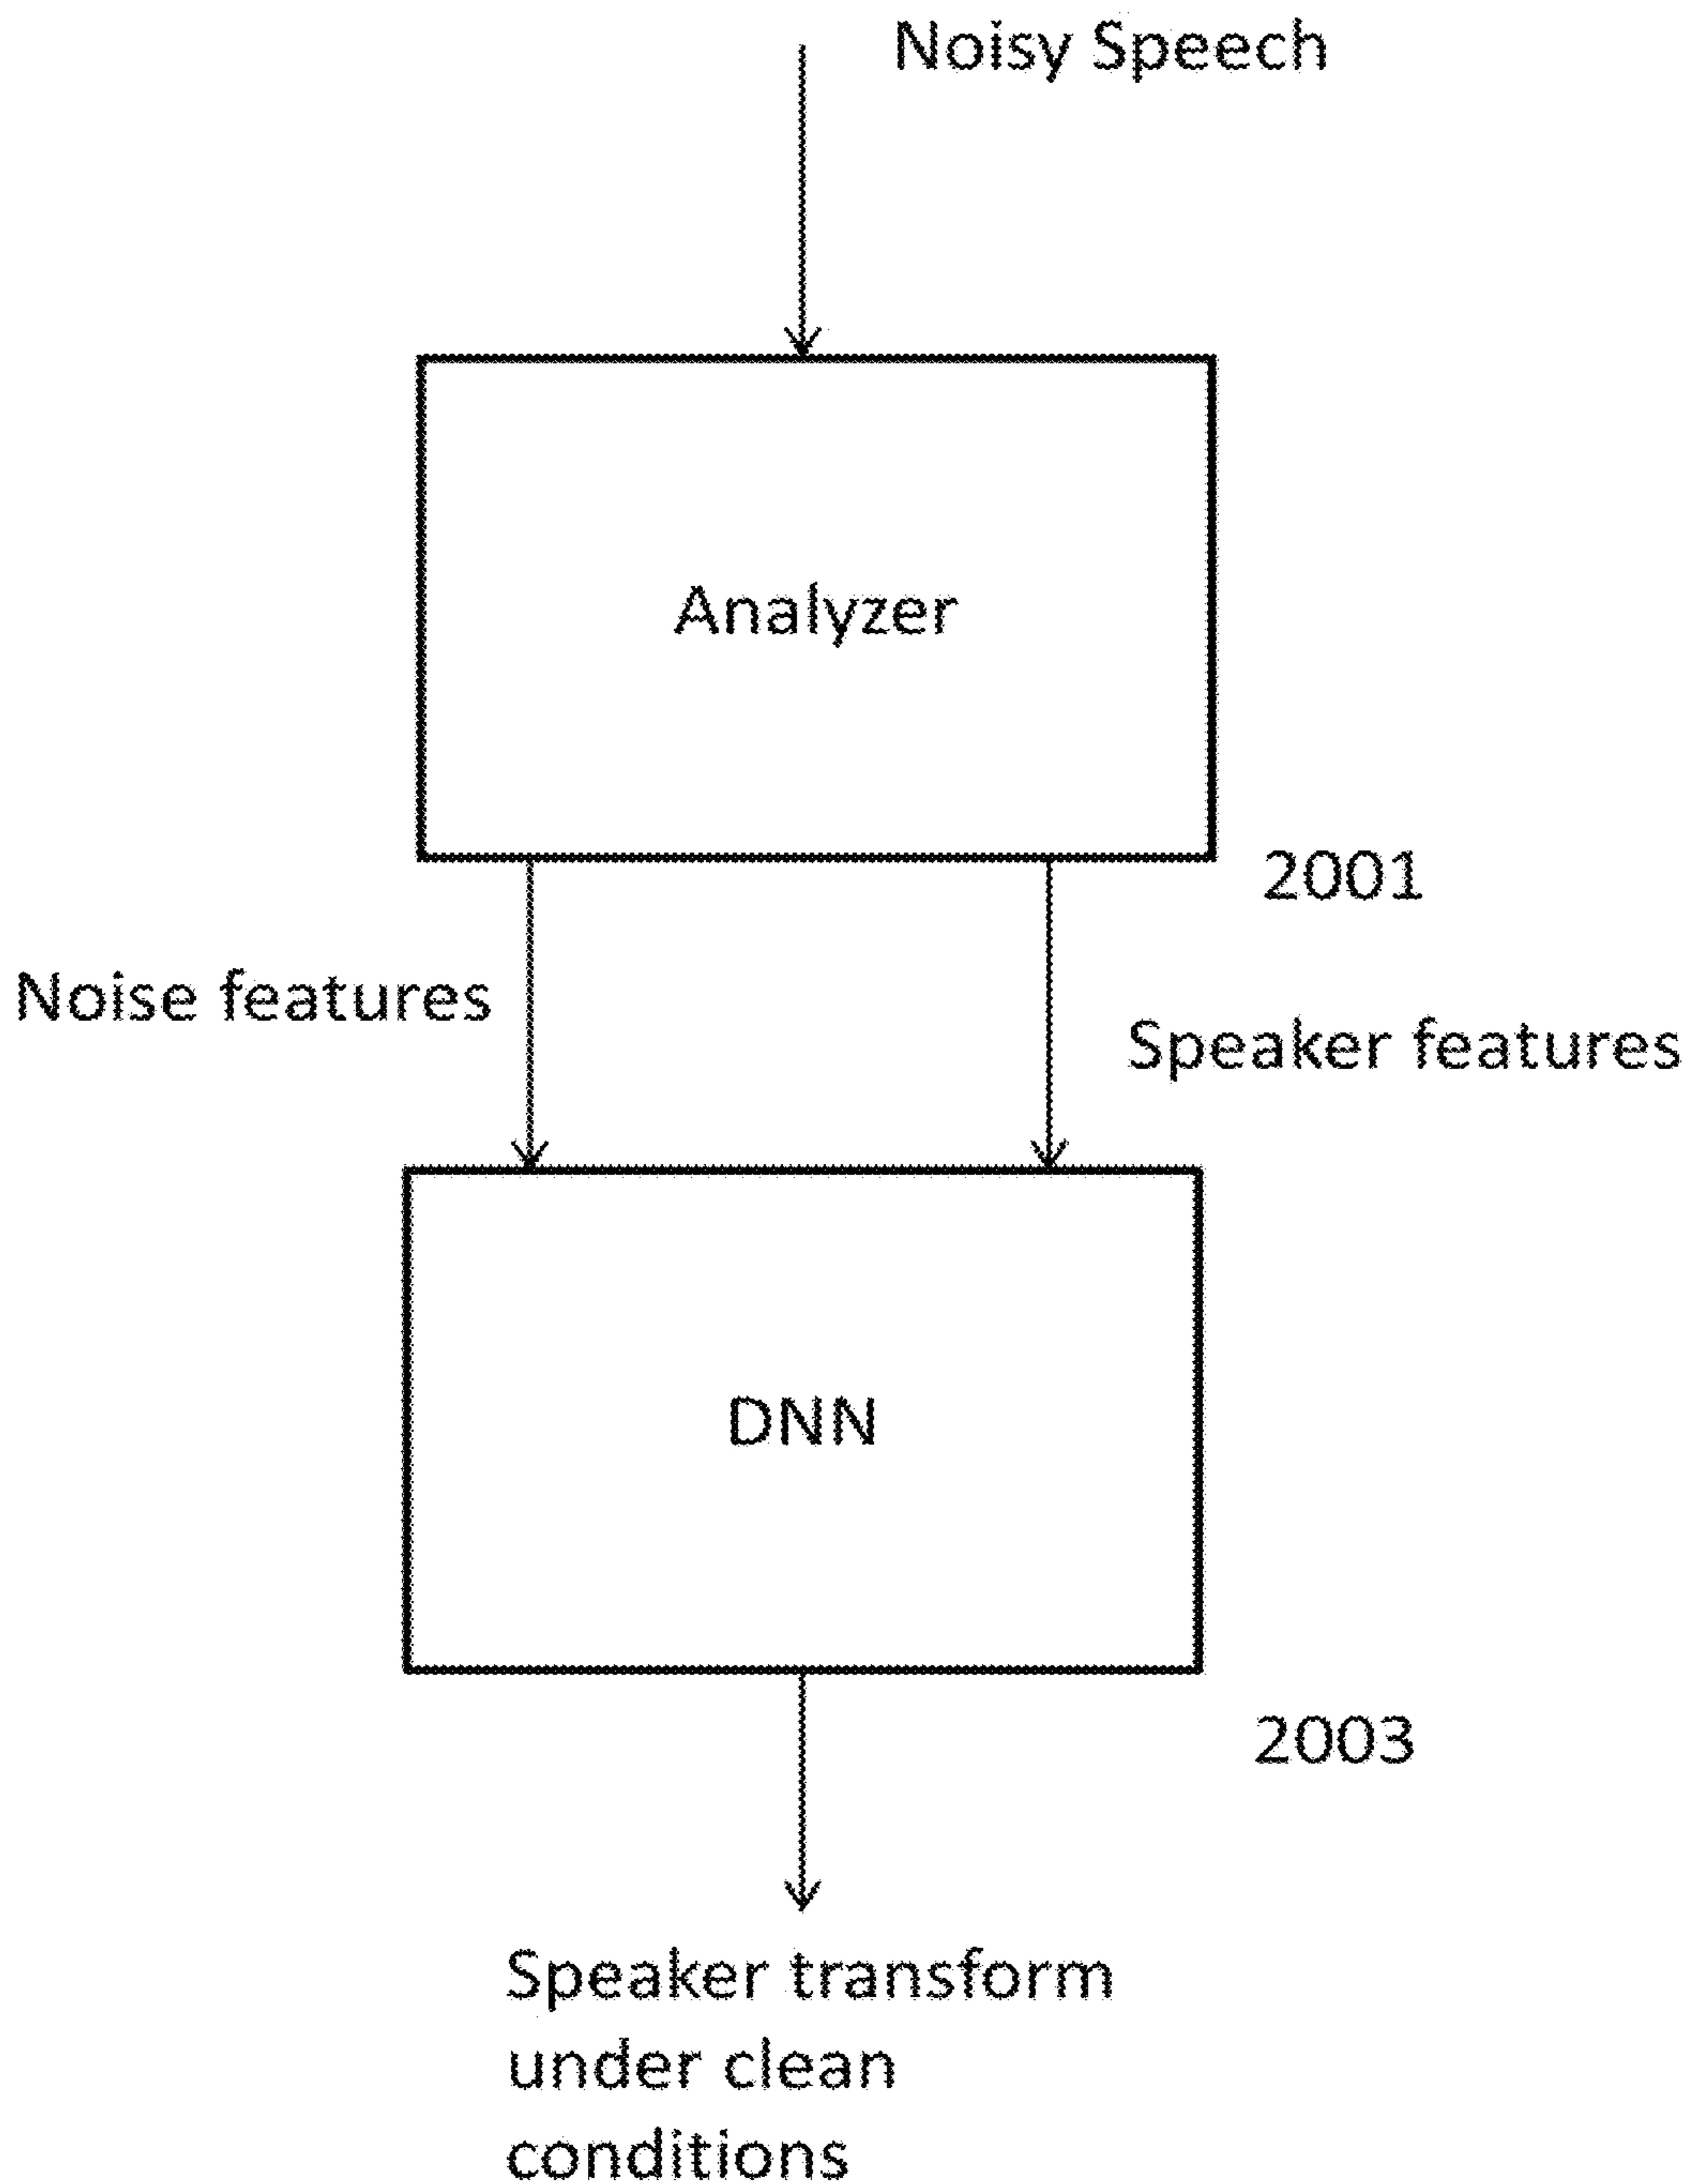 Noisy Speech
Analyzer
2001
Noise features
Speaker features
DNN
2003
Speaker transform
under clean
conditions